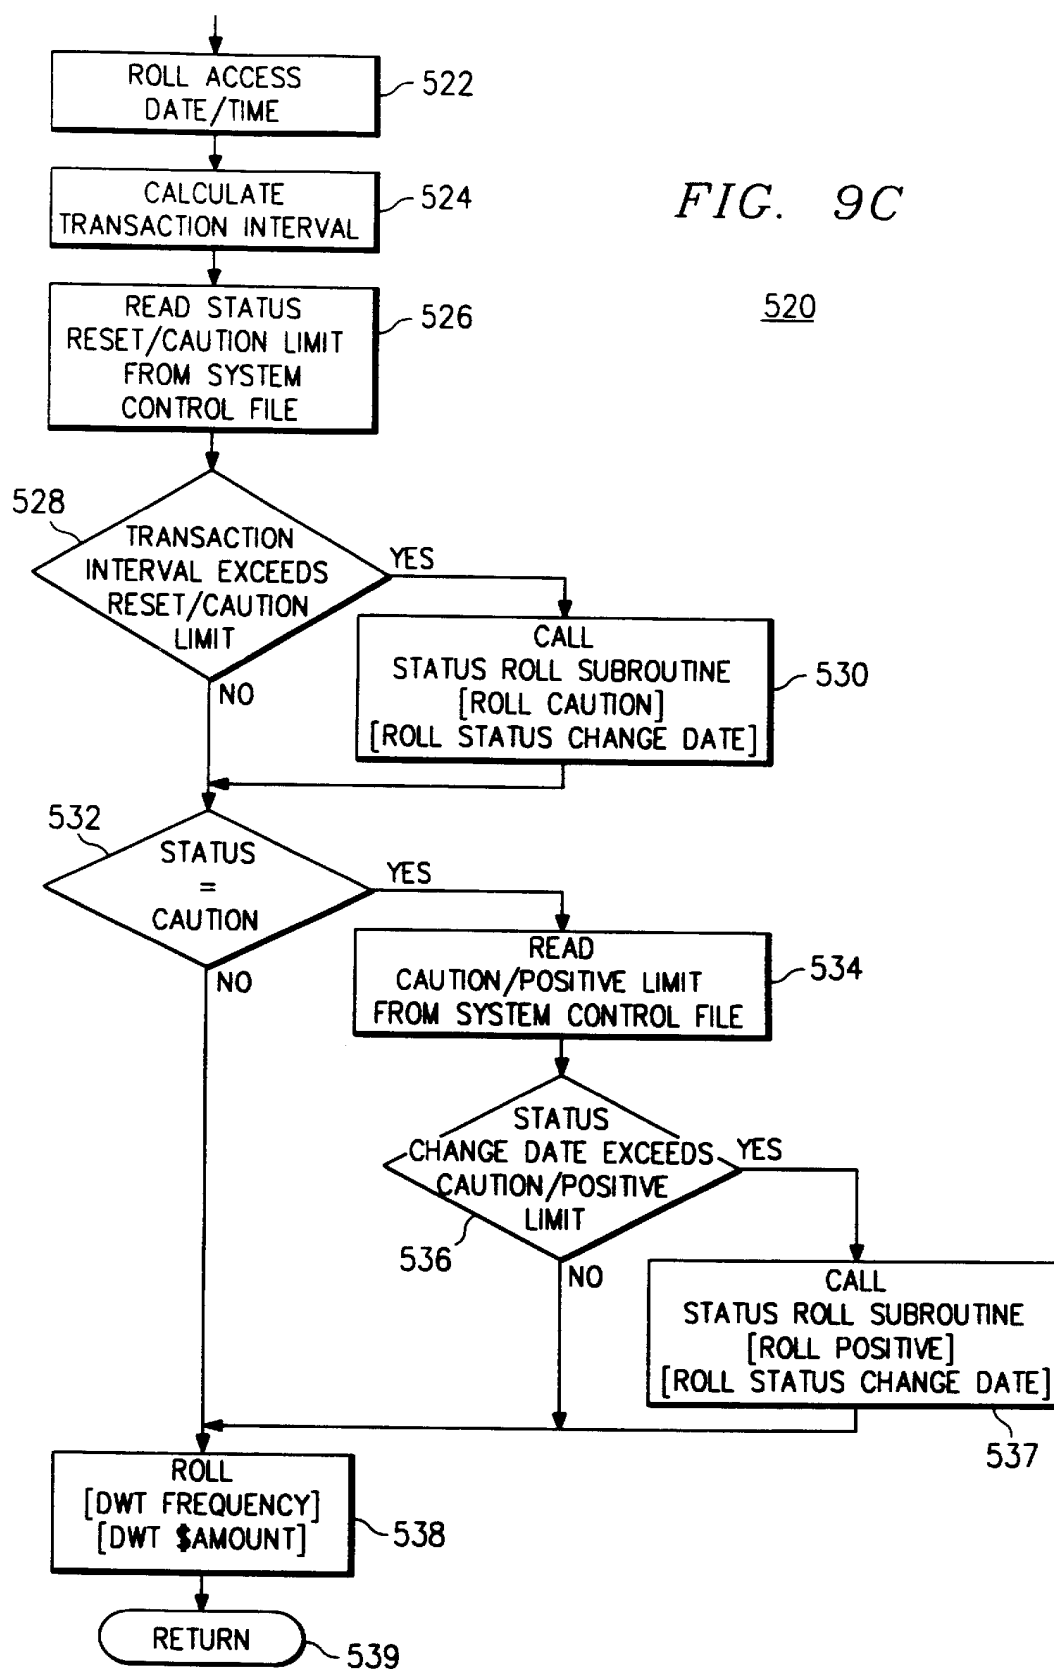 ROLL ACCESS
DATE/TIME
522
CALCULATE
TRANSACTION INTERVAL
524
FIG. 9C
520
READ STATUS
RESET/CAUTION LIMIT
FROM SYSTEM
CONTROL FILE
526
528
TRANSACTION
INTERVAL EXCEEDS
RESET/CAUTION
LIMIT
YES
NO
CALL
STATUS ROLL SUBROUTINE
[ROLL CAUTION]
[ROLL STATUS CHANGE DATE]
530
532
STATUS
=
CAUTION
YES
NO
READ
CAUTION/POSITIVE LIMIT
FROM SYSTEM CONTROL FILE
534
STATUS
CHANGE DATE EXCEEDS
CAUTION/POSITIVE
LIMIT
YES
536
NO
CALL
STATUS ROLL SUBROUTINE
[ROLL POSITIVE]
[ROLL STATUS CHANGE DATE]
537
ROLL
[DWT FREQUENCY]
[DWT $AMOUNT]
538
RETURN
539